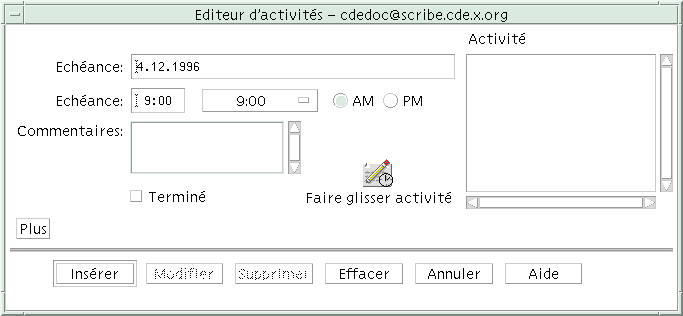 Editeur d'activités – cdedoc@scribe.cde.x.org
Activité
Echéance: 4.12.1996
Echéance: 9:00 9:00 AM PM
Commentaires:
Terminé
Faire glisser activité
Plus
Insérer Modifier Supprimer Effacer Annuler Aide